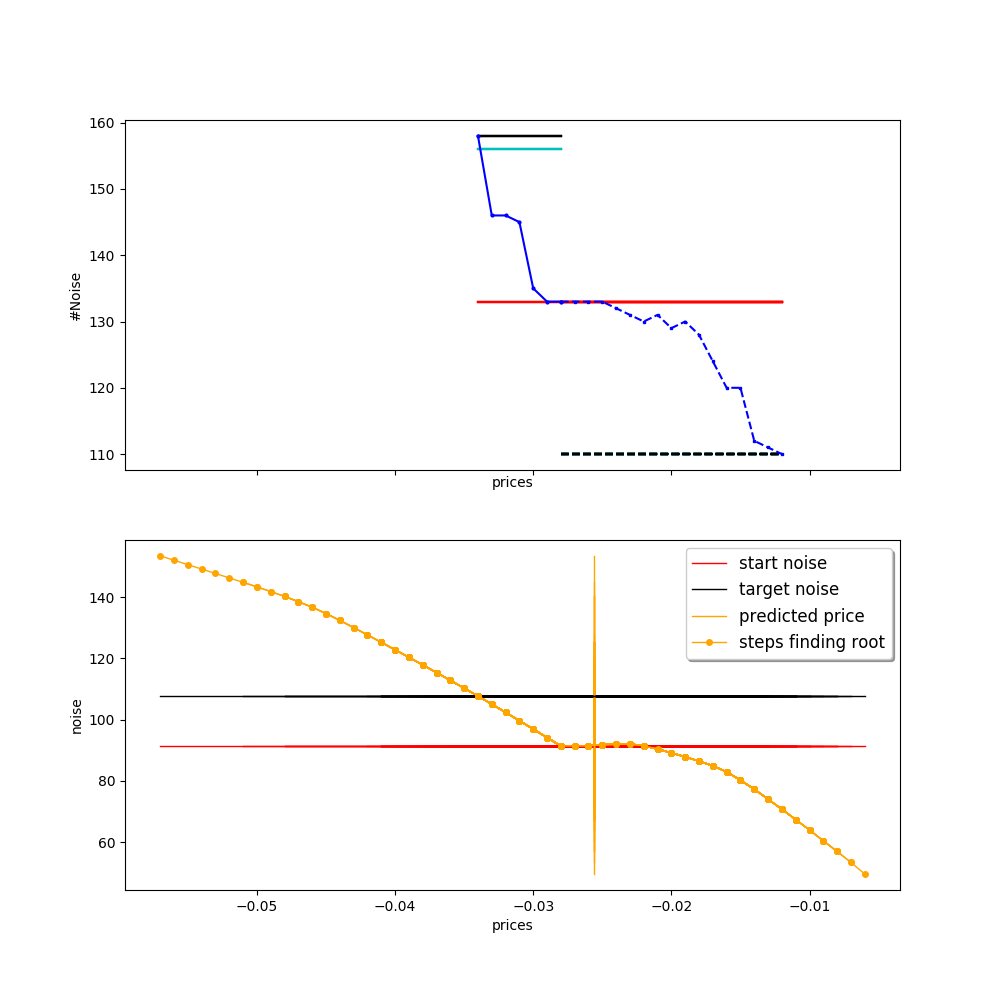 160
150
140
130
120
110
#Noise
prices
start noise
target noise
predicted price
steps finding root
140
120
100
80
60
noise
−0.05 −0.04 −0.03 −0.02 −0.01
prices